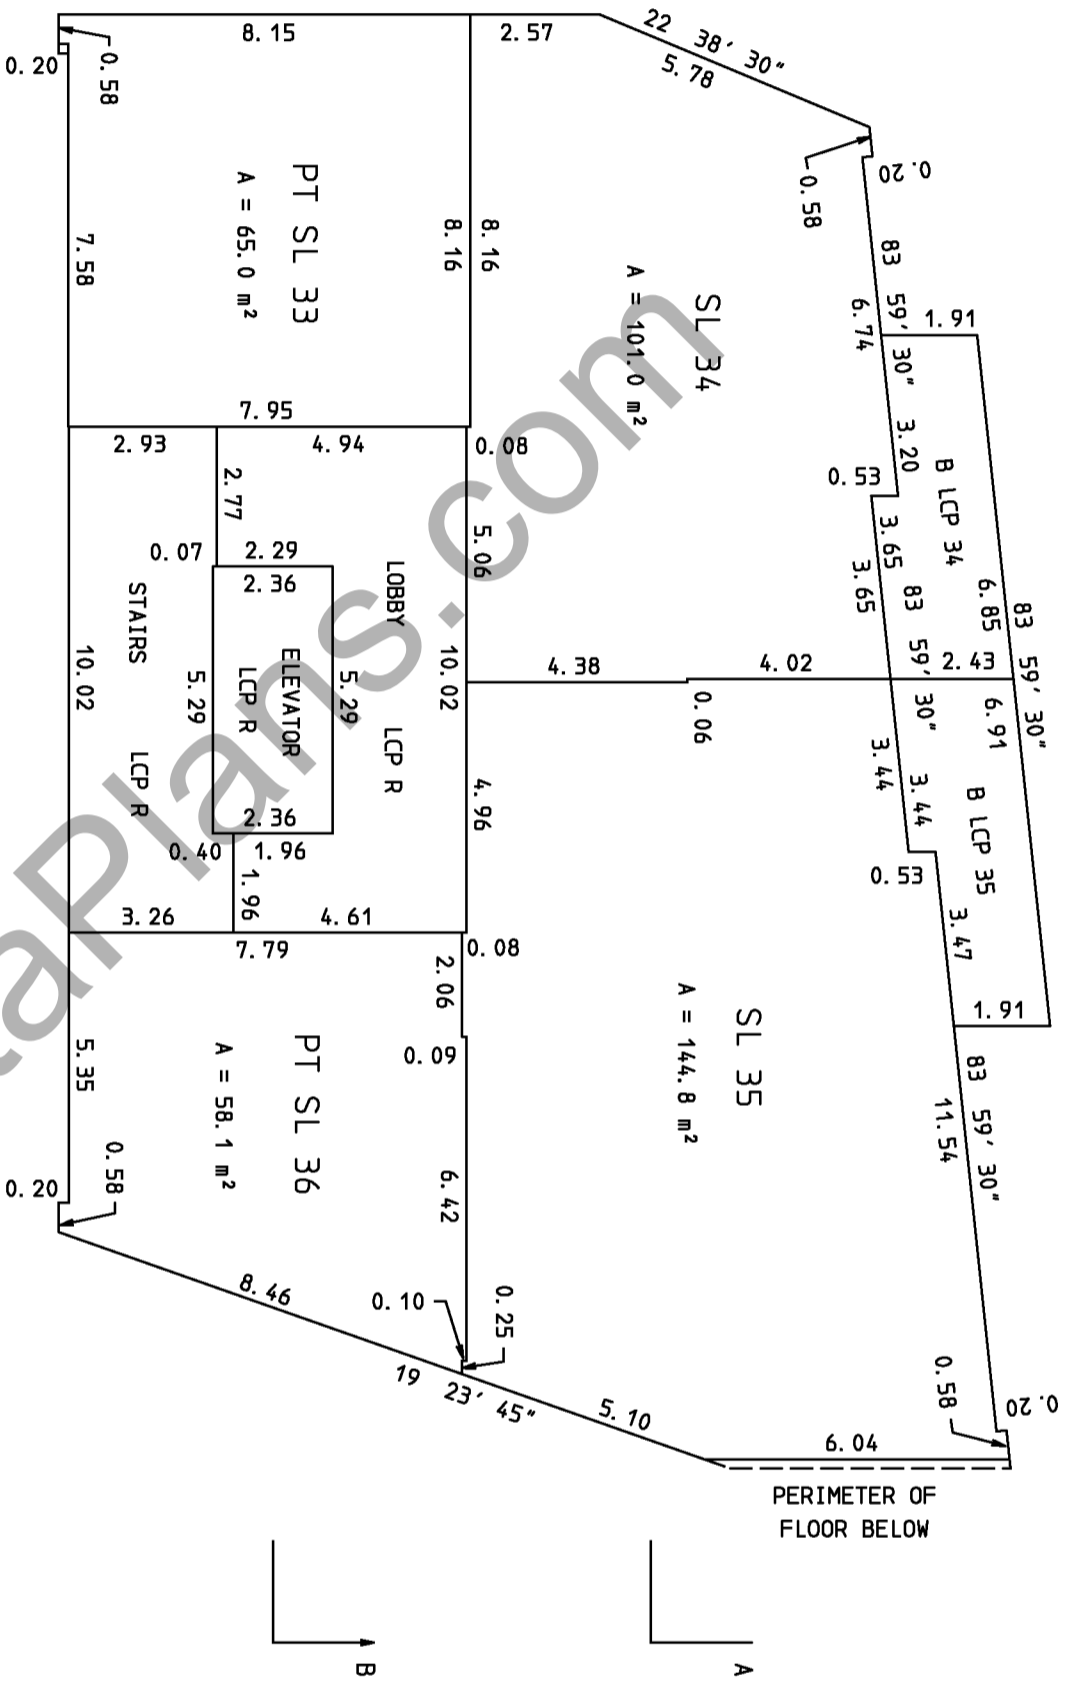 8.15
2.57
22 38' 30"
5.78
0.20
0.58
0.58
0.20
PT SL 33
A = 65.0 m²
7.58
8.16
8.16
SL 34
A = 101.0 m²
83 59' 30"
6.74
1.91
3.20
B LCP 34
6.85
83 59' 30"
7.95
2.93
4.94
0.08
0.53
2.77
5.06
3.65
3.65
83 59' 30"
0.07
2.29
2.36
LOBBY
LCP R
STAIRS
LCP R
ELEVATOR
LCP R
5.29
5.29
10.02
10.02
4.38
4.02
2.43
0.06
6.91
3.44
3.44
B LCP 35
4.96
2.36
0.40
1.96
1.96
0.53
3.47
3.26
4.61
7.79
0.08
2.06
0.09
1.91
SL 35
A = 144.8 m²
83 59' 30"
11.54
PT SL 36
A = 58.1 m²
5.35
6.42
0.20
0.58
8.46
0.10
0.25
19 23' 45"
5.10
0.58
0.20
6.04
PERIMETER OF
FLOOR BELOW
B
A
taPlans.com